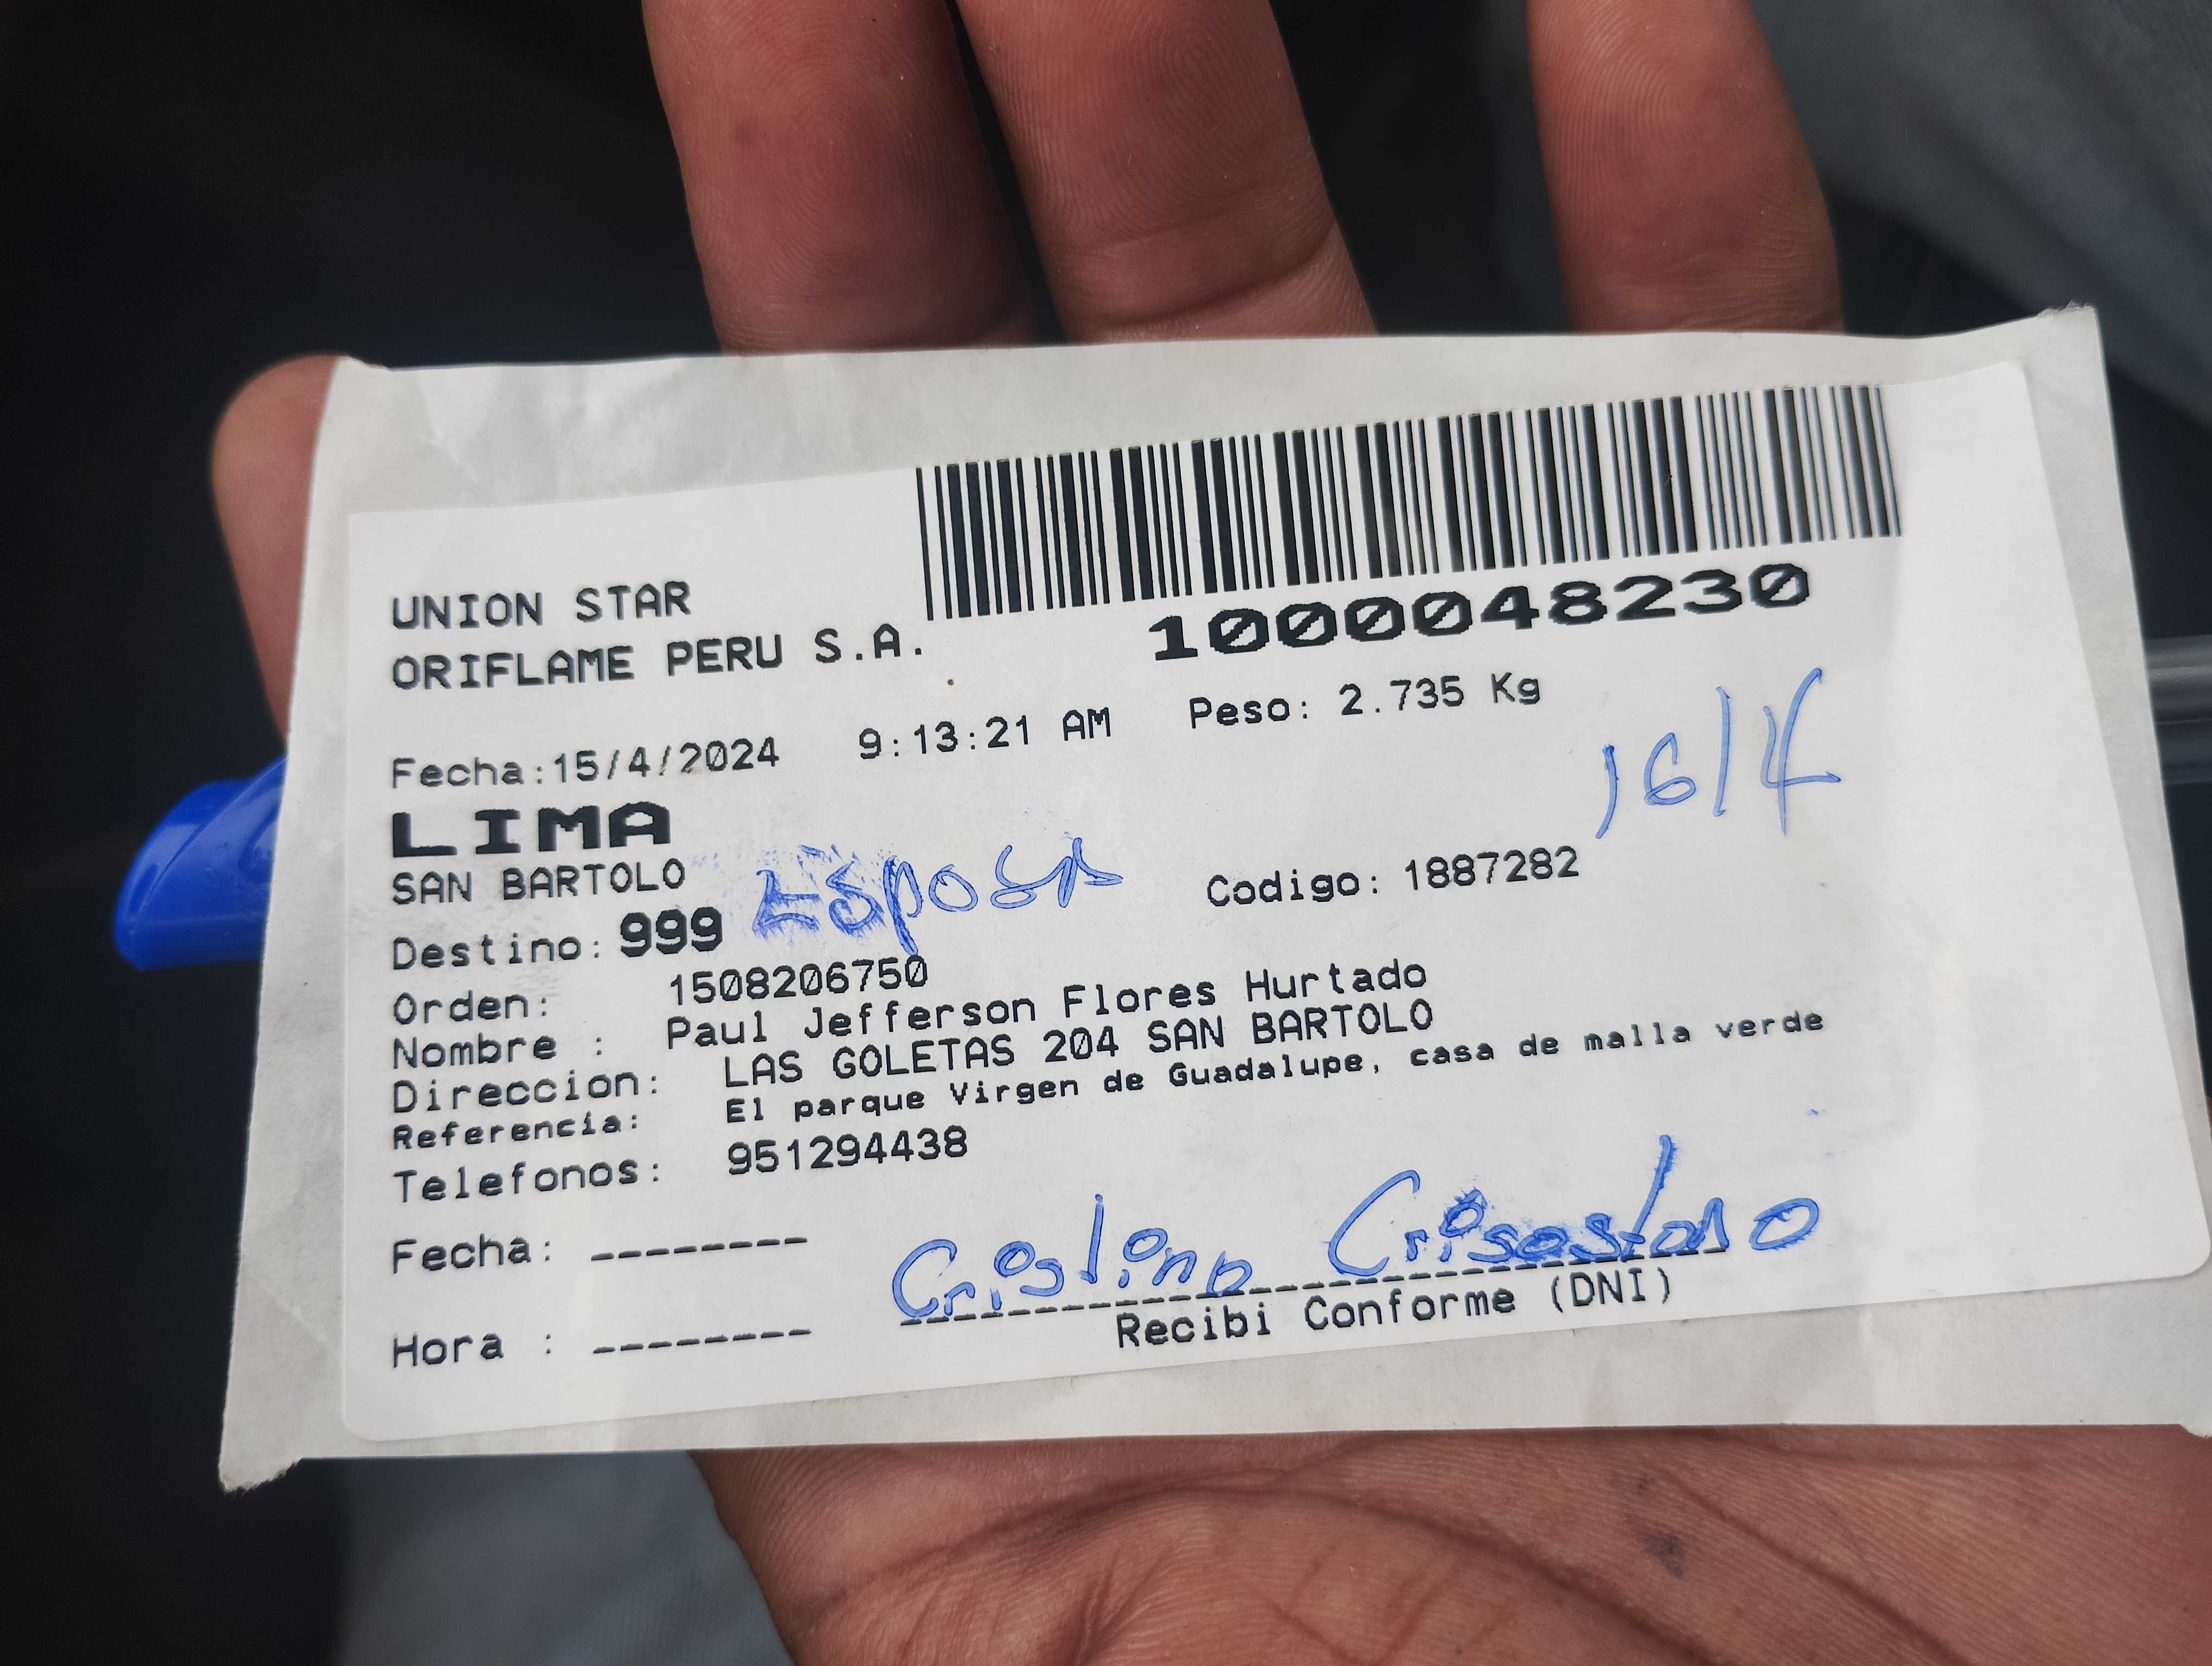 UNION STAR
ORIFLAME PERU S.A.
1000048230
Fecha:15/4/2024 9:13:21 AM Peso: 2.735 Kg
16/4
LIMA
SAN BARTOLO
Esposa
Codigo: 1887282
Destino: 999
Orden: 1508206750
Nombre : Paul Jefferson Flores Hurtado
Direccion: LAS GOLETAS 204 SAN BARTOLO
Referencia: El parque Virgen de Guadalupe, casa de malla verde
Telefonos: 951294438
Fecha: --------
Cristina Crisostomo
Hora : --------
Recibi Conforme (DNI)